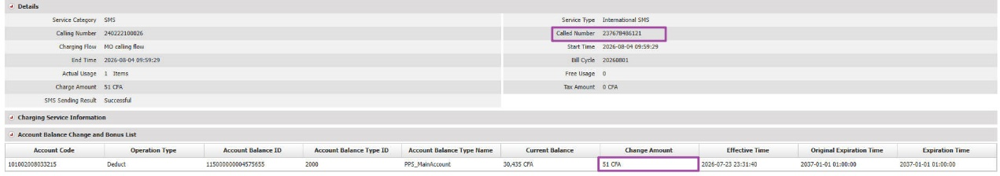 Details
Service Category SMS Service Type International SMS
Calling Number 240222100026 Called Number 237678486121
Charging Flow MO calling flow Start Time 2026-08-04 09:59:29
End Time 2026-08-04 09:59:29 Bill Cycle 20260801
Actual Usage 1 Items Free Usage 0
Charge Amount 51 CFA Tax Amount 0 CFA
SMS Sending Result Successful
Charging Service Information
Account Balance Change and Bonus List
Account Code Operation Type Account Balance ID Account Balance Type ID Account Balance Type Name Current Balance Change Amount Effective Time Original Expiration Time Expiration Time
101002008033215 Deduct 115000000004575655 2000 PPS_MainAccount 30,435 CFA 51 CFA 2026-07-23 23:31:40 2037-01-01 01:00:00 2037-01-01 01:00:00